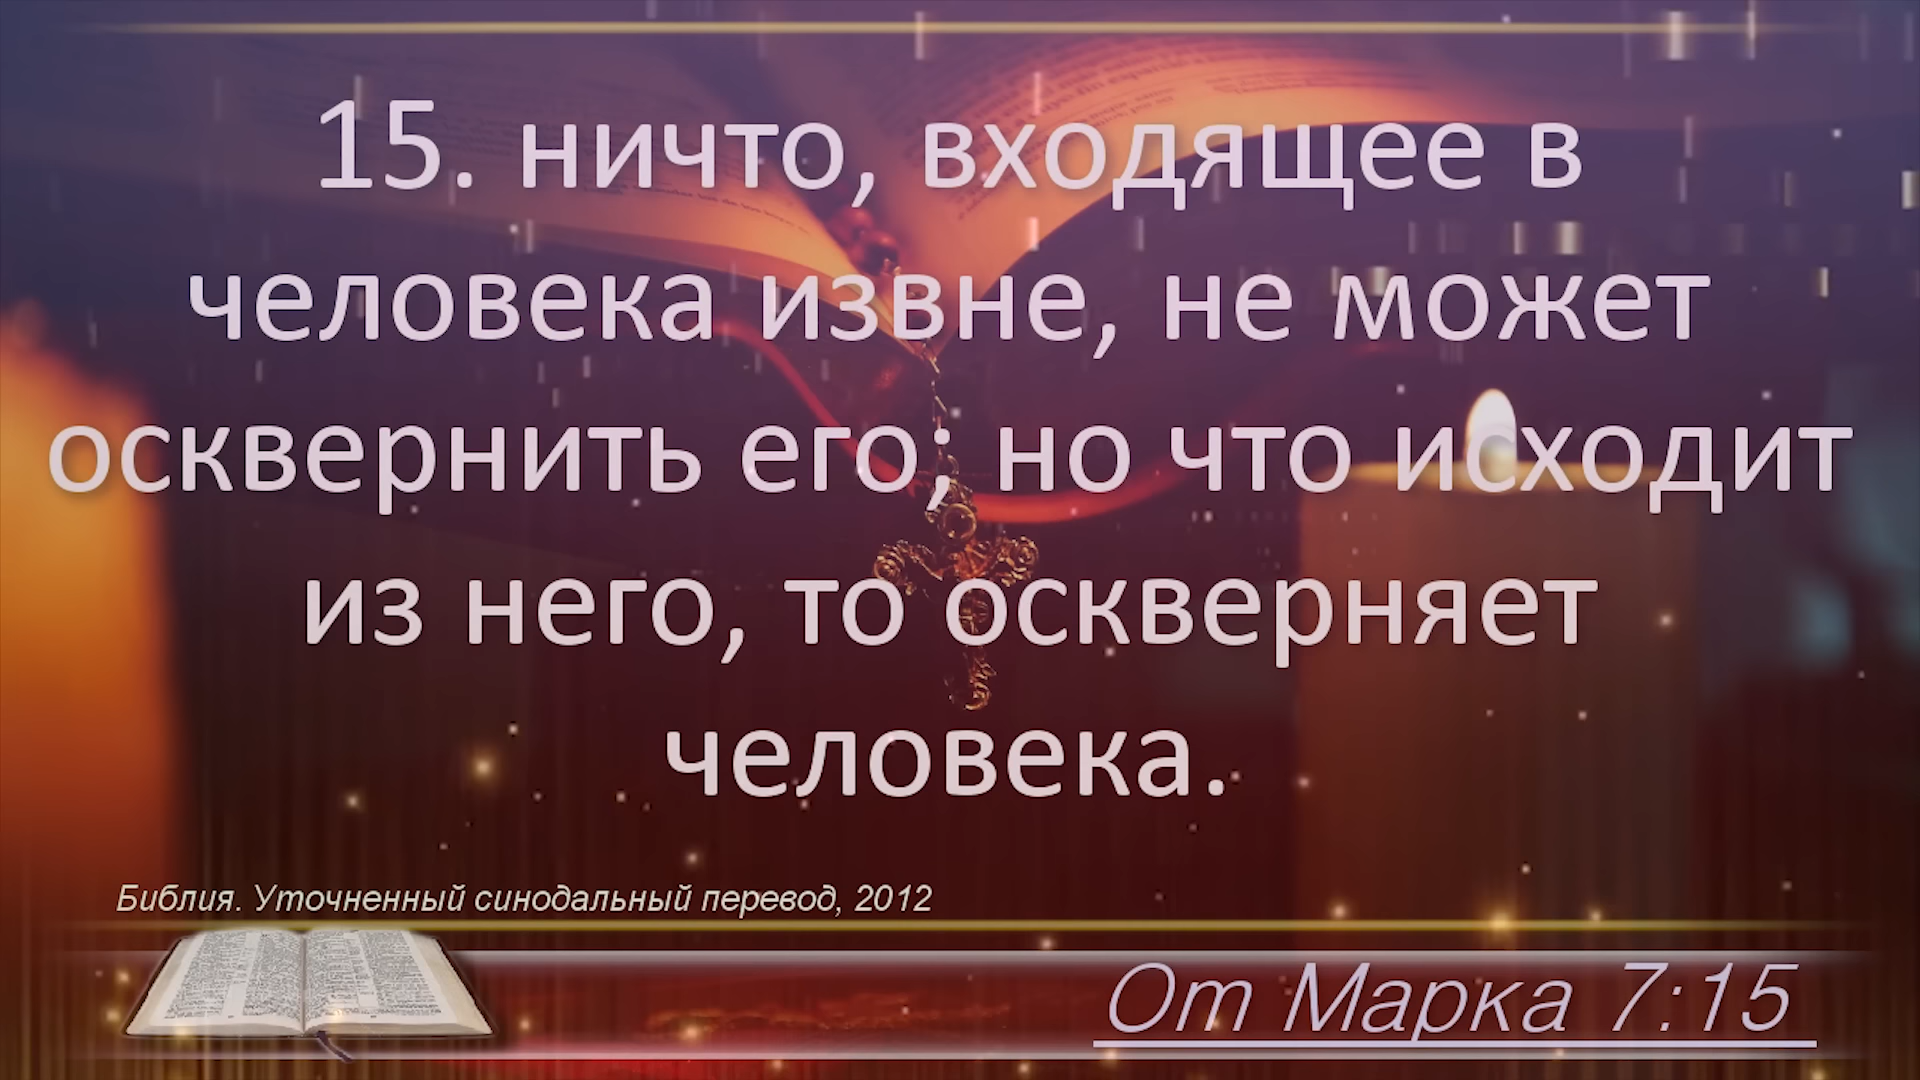 15. ничто, входящее в
человека извне, не может
осквернить его; но что исходит
из него, то оскверняет
человека.
Библия. Уточненный синодальный перевод, 2012
От Марка 7:15